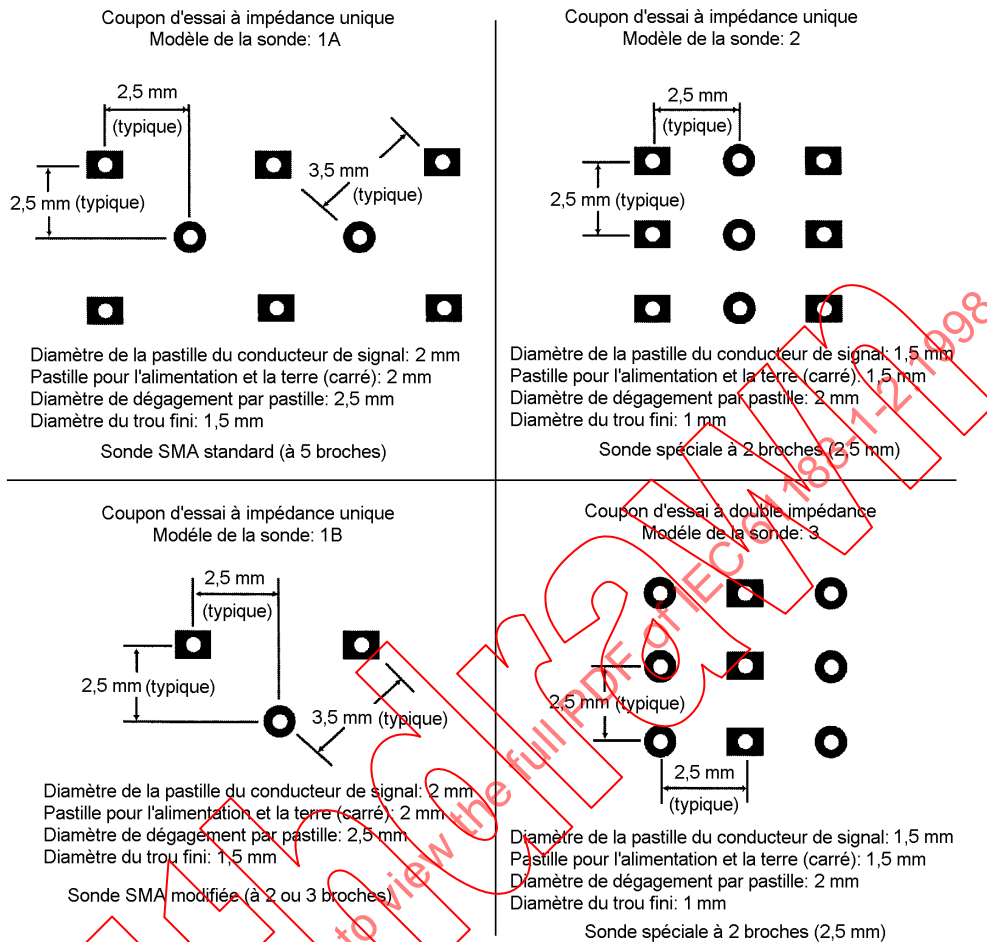 Coupon d'essai à impédance unique
Modèle de la sonde: 1A
2,5 mm
(typique)
3,5 mm
(typique)
2,5 mm (typique)
Diamètre de la pastille du conducteur de signal: 2 mm
Pastille pour l'alimentation et la terre (carré): 2 mm
Diamètre de dégagement par pastille: 2,5 mm
Diamètre du trou fini: 1,5 mm
Sonde SMA standard (à 5 broches)
Coupon d'essai à impédance unique
Modèle de la sonde: 2
2,5 mm
(typique)
2,5 mm (typique)
Diamètre de la pastille du conducteur de signal: 1,5 mm
Pastille pour l'alimentation et la terre (carré): 1,5 mm
Diamètre de dégagement par pastille: 2 mm
Diamètre du trou fini: 1 mm
Sonde spéciale à 2 broches (2,5 mm)
Coupon d'essai à impédance unique
Modéle de la sonde: 1B
2,5 mm
(typique)
2,5 mm (typique)
3,5 mm (typique)
Diamètre de la pastille du conducteur de signal: 2 mm
Pastille pour l'alimentation et la terre (carré): 2 mm
Diamètre de dégagement par pastille: 2,5 mm
Diamètre du trou fini: 1,5 mm
Sonde SMA modifiée (à 2 ou 3 broches)
Coupon d'essai à double impédance
Modéle de la sonde: 3
2,5 mm (typique)
2,5 mm
(typique)
Diamètre de la pastille du conducteur de signal: 1,5 mm
Pastille pour l'alimentation et la terre (carré): 1,5 mm
Diamètre de dégagement par pastille: 2 mm
Diamètre du trou fini: 1 mm
Sonde spéciale à 2 broches (2,5 mm)
to view the full PDF of IEC 61188-1-2:1998